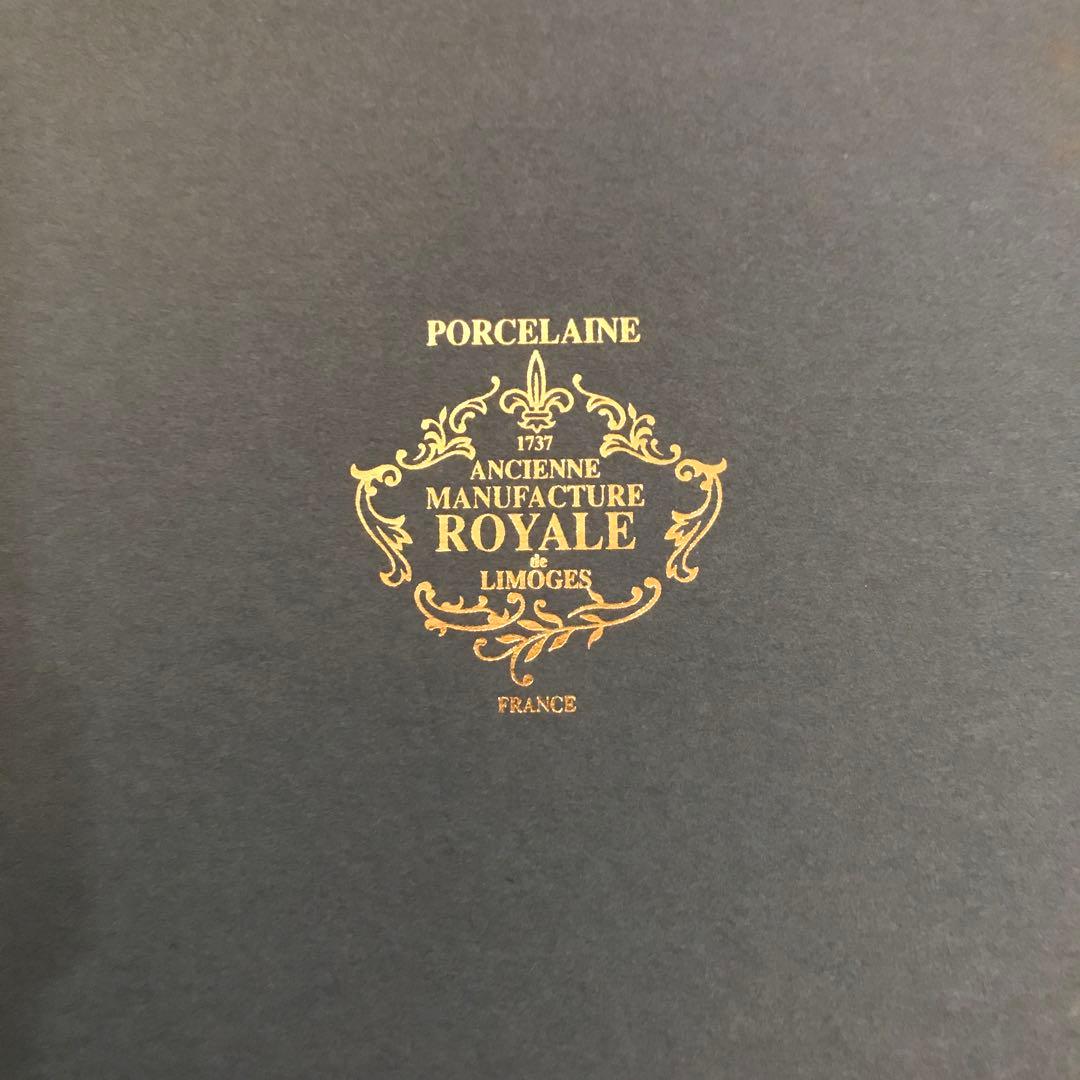 PORCELAINE
1737
ANCIENNE
MANUFACTURE
ROYALE
de
LIMOGES
FRANCE